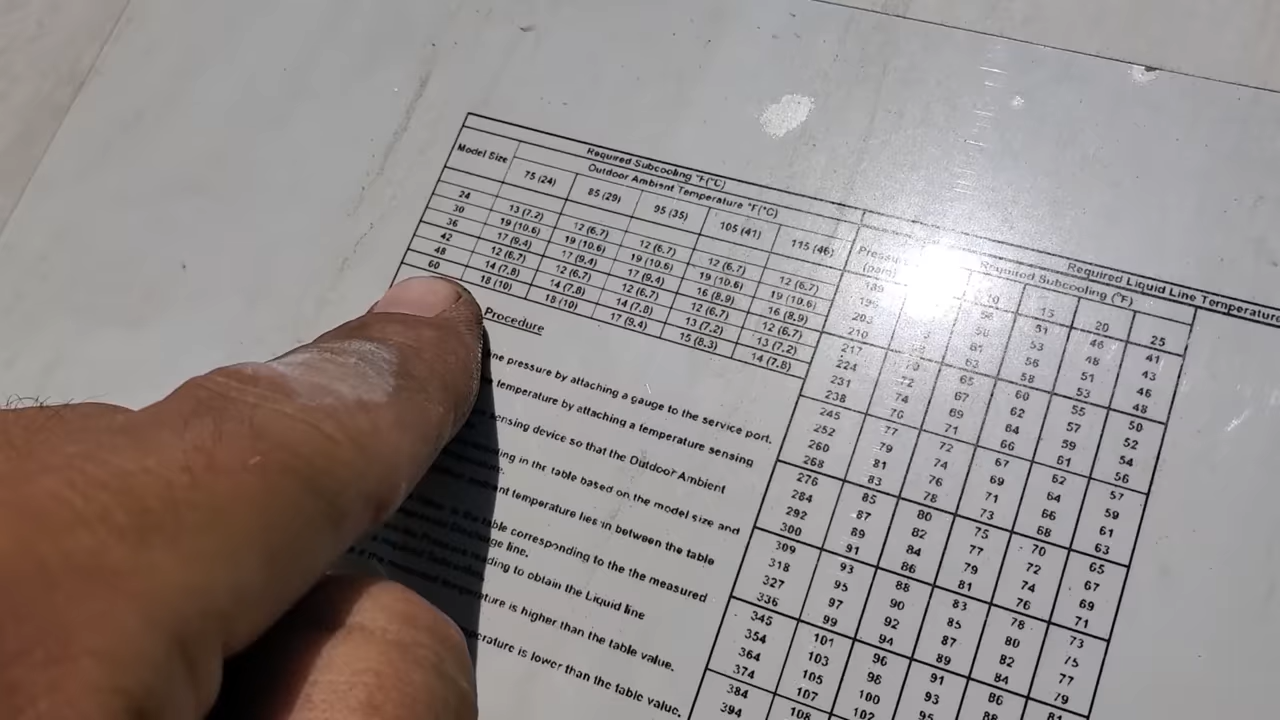 Required Subcooling °F(°C)
Model Size
Outdoor Ambient Temperature °F(°C)
75 (24) 85 (29) 95 (35) 105 (41) 115 (46)
24 13 (7.2) 12 (6.7) 12 (6.7) 12 (6.7) 12 (6.7)
30 19 (10.6) 19 (10.6) 19 (10.6) 19 (10.6) 19 (10.6)
36 17 (9.4) 17 (9.4) 17 (9.4) 16 (8.9) 16 (8.9)
42 12 (6.7) 12 (6.7) 12 (6.7) 12 (6.7) 12 (6.7)
48 14 (7.8) 14 (7.8) 14 (7.8) 13 (7.2) 13 (7.2)
60 18 (10) 18 (10) 17 (9.4) 15 (8.3) 14 (7.8)
Procedure
pressure by attaching a gauge to the service port.
temperature by attaching a temperature sensing
sensing device so that the Outdoor Ambient
in the table based on the model size and
ambient temperature lies in between the table
in the table corresponding to the the measured
line.
reading to obtain the Liquid line
temperature is higher than the table value.
is lower than the table value.
Required Liquid Line Temperature
Pressure
Required Subcooling (°F)
10 15 20 25
189 56 51 46 41
196 58 53 48 43
203 61 56 51 46
210 63 58 53 48
217 70 65 60 55 50
224 72 67 62 57 52
231 74 69 64 59 54
238 76 71 66 61 56
245 77 72 67 62 57
252 79 74 69 64 59
260 81 76 71 66 61
268 83 78 73 68 63
276 85 80 75 70 65
284 87 82 77 72 67
292 89 84 79 74 69
300 91 86 81 76 71
309 93 88 83 78 73
318 95 90 85 80 75
327 97 92 87 82 77
336 99 94 89 84 79
345 101 96 91 86 81
354 103 98 93 88
364 105 100 95
374 107 102
384 108
394